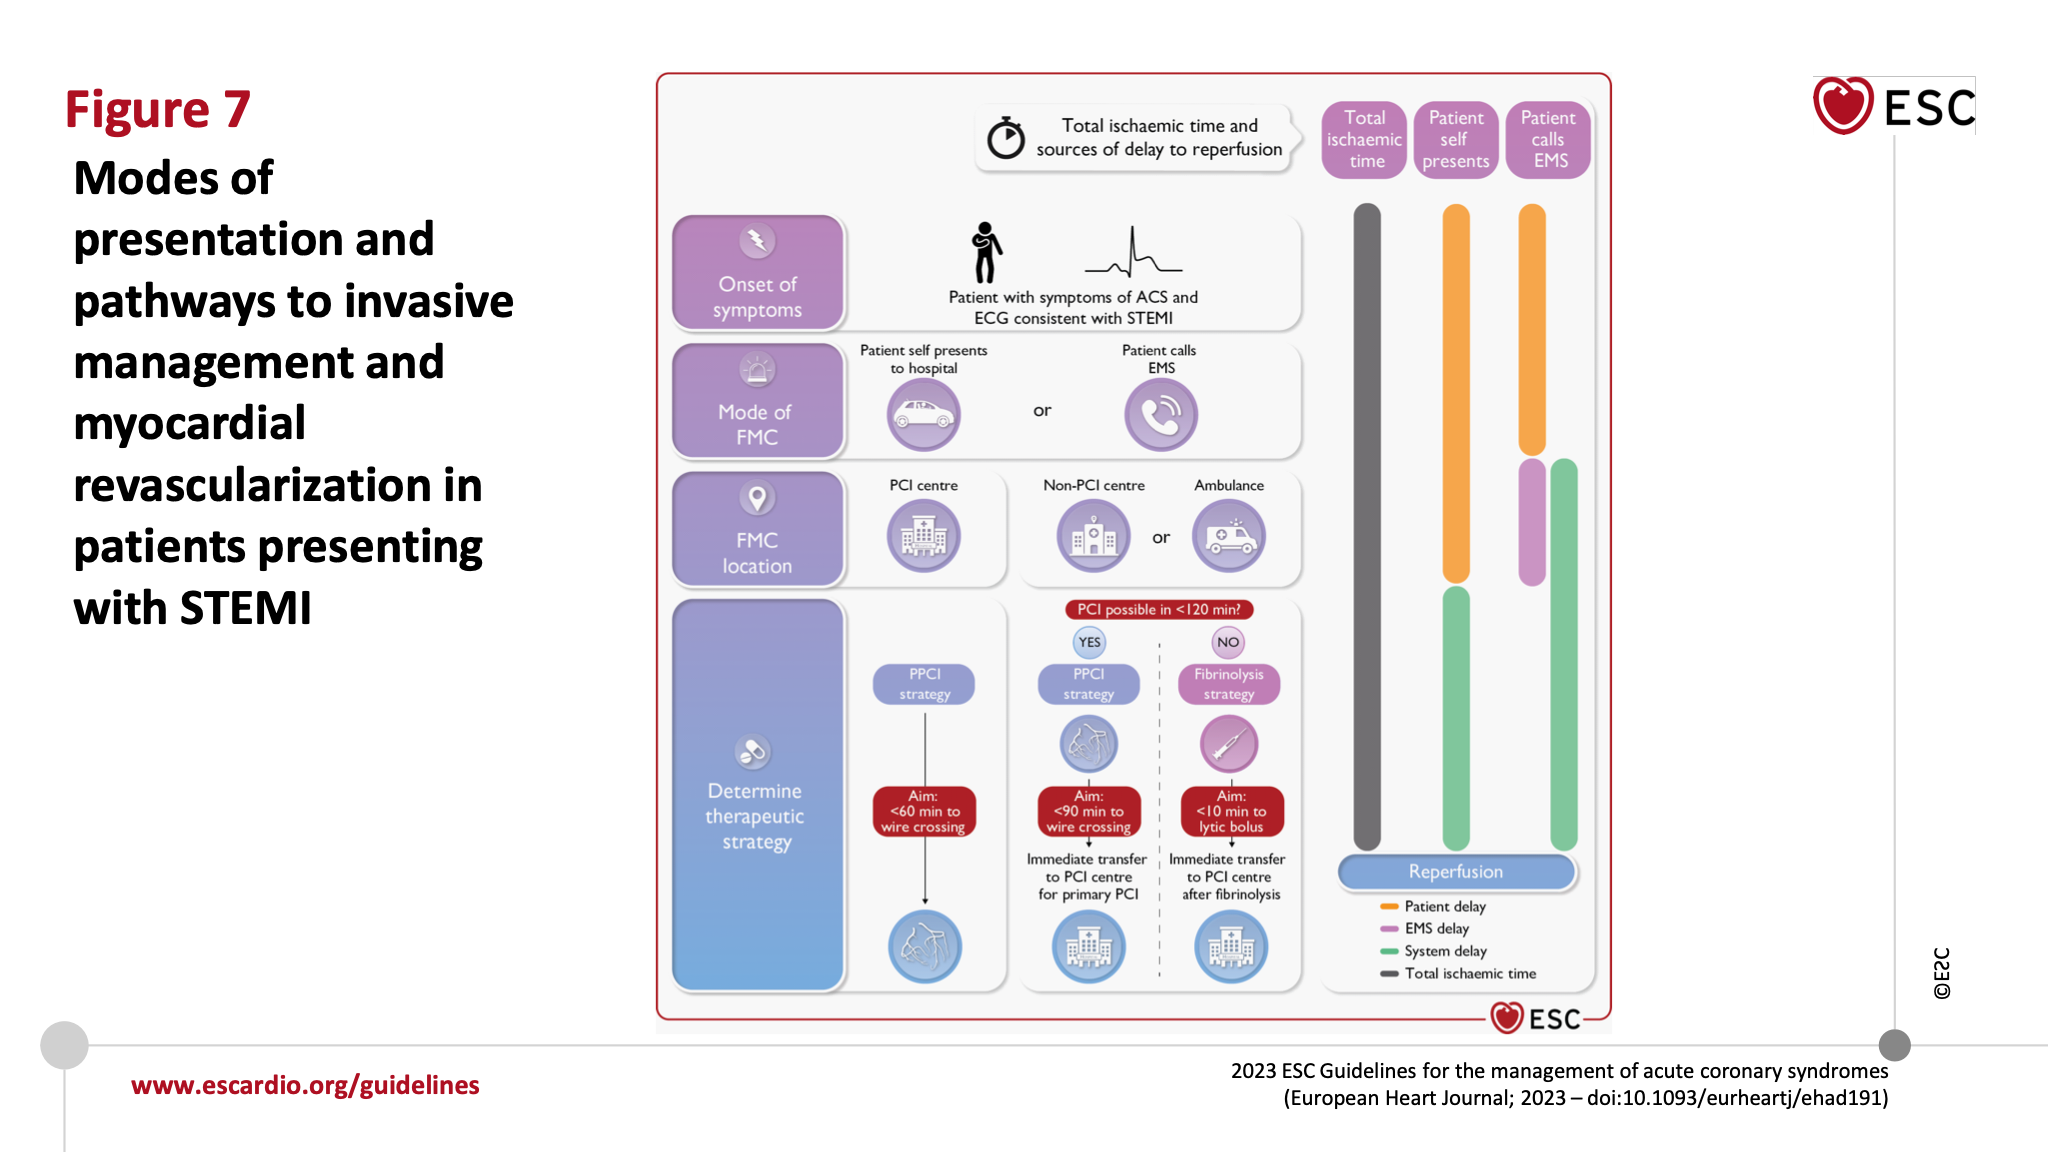 Figure 7
Modes of
presentation and
pathways to invasive
management and
myocardial
revascularization in
patients presenting
with STEMI
ESC
Total ischaemic time and
sources of delay to reperfusion
Total
ischaemic
time
Patient
self
presents
Patient
calls
EMS
Onset of
symptoms
Patient with symptoms of ACS and
ECG consistent with STEMI
Mode of
FMC
Patient self presents
to hospital
or
Patient calls
EMS
FMC
location
PCI centre
Non-PCI centre
or
Ambulance
Determine
therapeutic
strategy
PCI possible in <120 min?
YES
NO
PPCI
strategy
PPCI
strategy
Fibrinolysis
strategy
Aim:
<60 min to
wire crossing
Aim:
<90 min to
wire crossing
Aim:
<10 min to
lytic bolus
Immediate transfer
to PCI centre
for primary PCI
Immediate transfer
to PCI centre
after fibrinolysis
Reperfusion
Patient delay
EMS delay
System delay
Total ischaemic time
ESC
©ESC
www.escardio.org/guidelines
2023 ESC Guidelines for the management of acute coronary syndromes
(European Heart Journal; 2023 – doi:10.1093/eurheartj/ehad191)